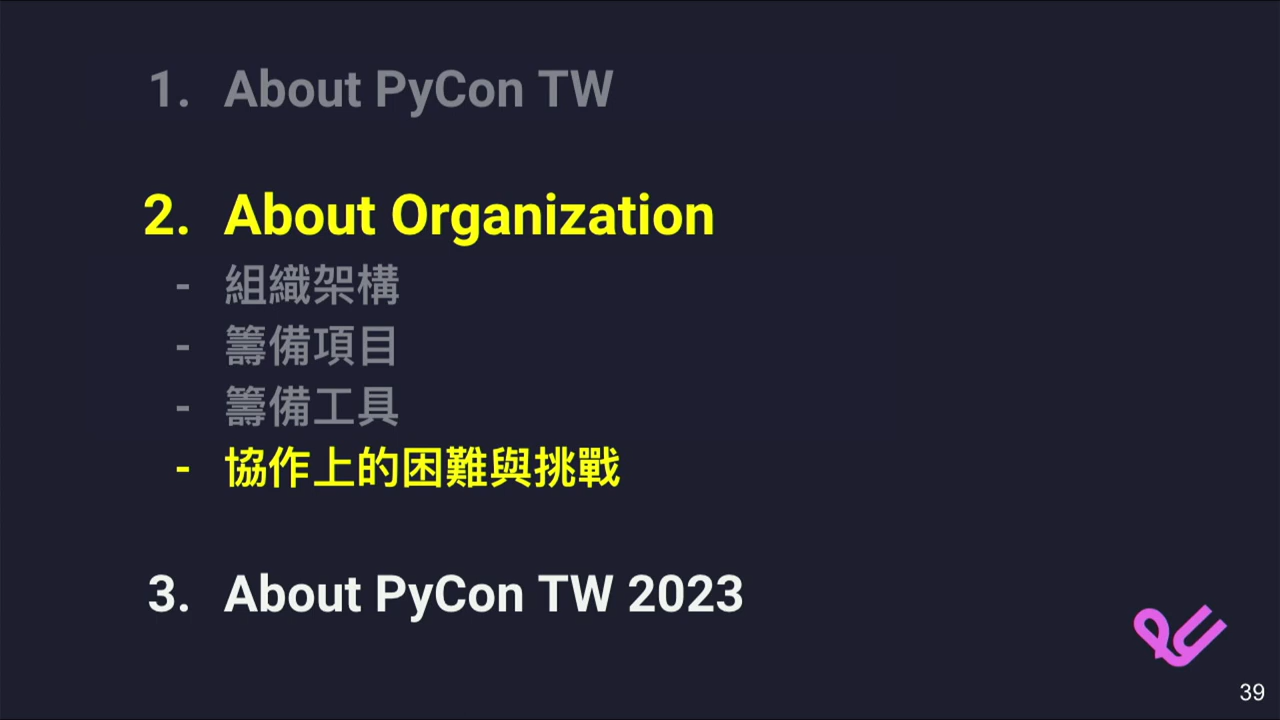 1. About PyCon TW
2. About Organization
- 組織架構
- 籌備項目
- 籌備工具
- 協作上的困難與挑戰
3. About PyCon TW 2023
39